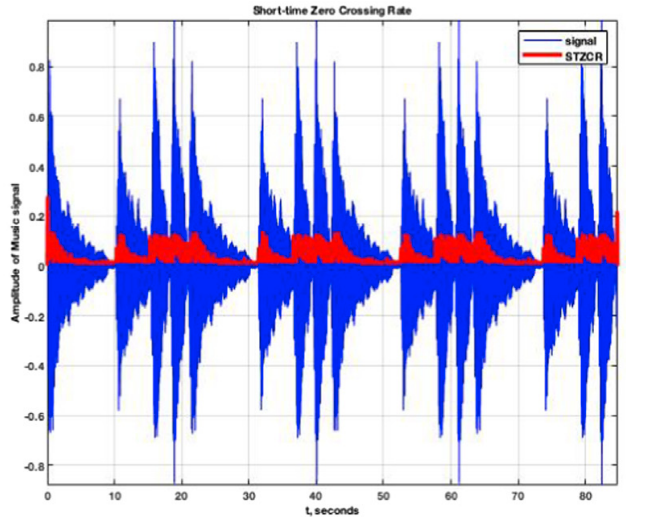 Short-time Zero Crossing Rate
signal
STZCR
Amplitude of Music signal
0.8
0.6
0.4
0.2
0
-0.2
-0.4
-0.6
-0.8
0 10 20 30 40 50 60 70 80
t, seconds